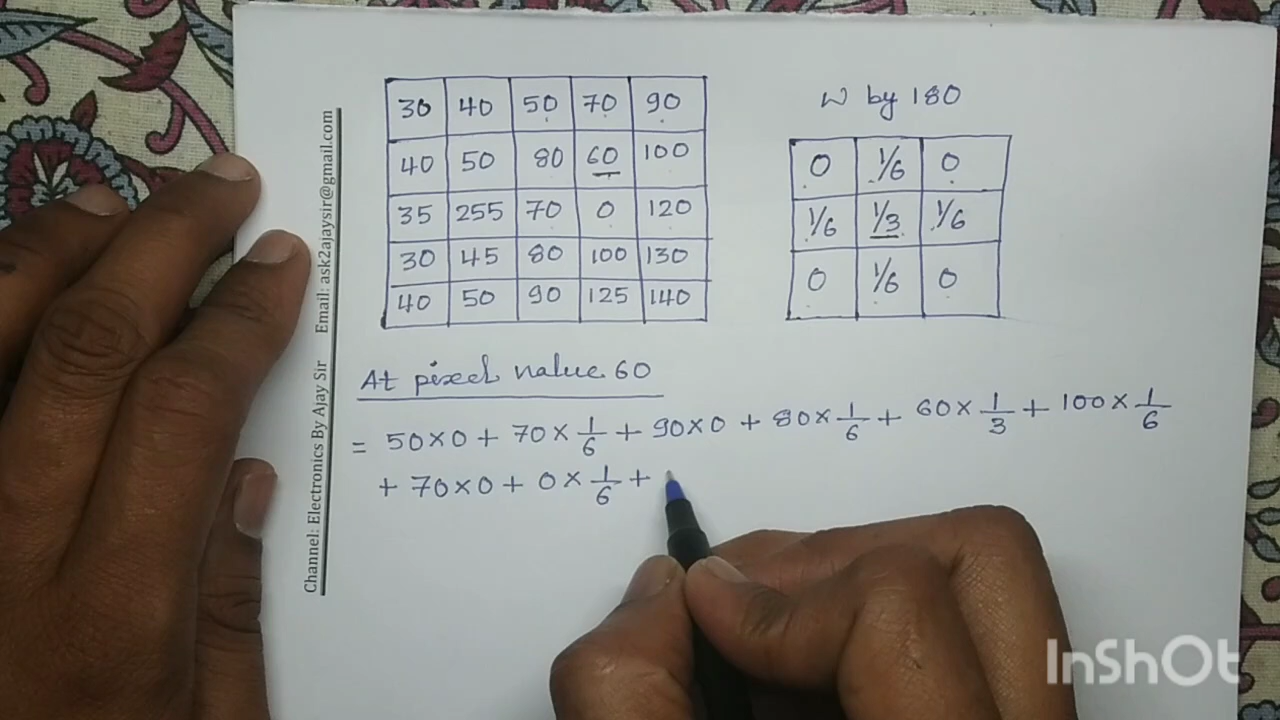 Channel: Electronics By Ajay Sir Email: ask2ajaysir@gmail.com
30 40 50 70 90
40 50 80 60 100
35 255 70 0 120
30 45 80 100 130
40 50 90 125 140
W by 180
0 1/6 0
1/6 1/3 1/6
0 1/6 0
At pixel value 60
= 50×0 + 70×1/6 + 90×0 + 80×1/6 + 60×1/3 + 100×1/6
+ 70×0 + 0×1/6 +
InShOt